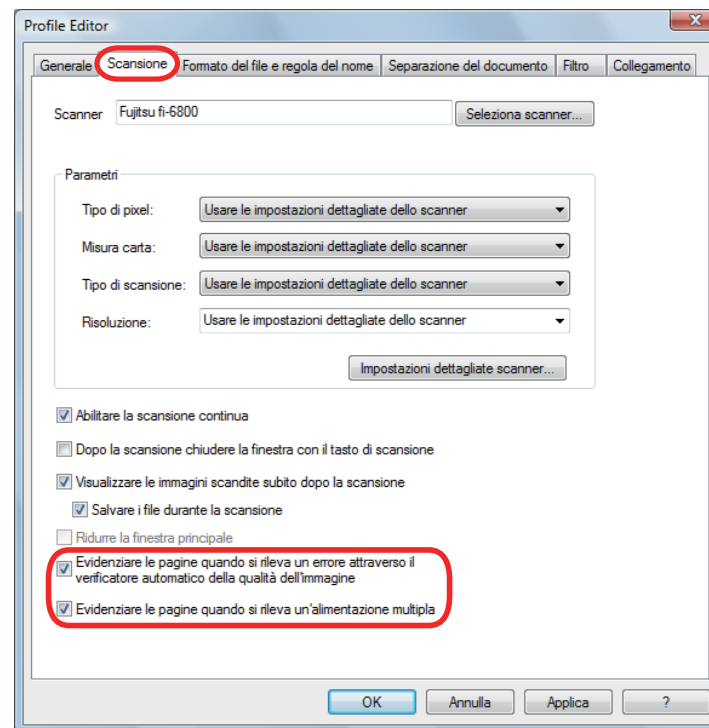 Profile Editor
Generale Scansione Formato del file e regola del nome Separazione del documento Filtro Collegamento
Scanner Fujitsu fi-6800 Seleziona scanner...
Parametri
Tipo di pixel: Usare le impostazioni dettagliate dello scanner
Misura carta: Usare le impostazioni dettagliate dello scanner
Tipo di scansione: Usare le impostazioni dettagliate dello scanner
Risoluzione: Usare le impostazioni dettagliate dello scanner
Impostazioni dettagliate scanner...
Abilitare la scansione continua
Dopo la scansione chiudere la finestra con il tasto di scansione
Visualizzare le immagini scandite subito dopo la scansione
Salvare i file durante la scansione
Ridurre la finestra principale
Evidenziare le pagine quando si rileva un errore attraverso il
verificatore automatico della qualità dell'immagine
Evidenziare le pagine quando si rileva un'alimentazione multipla
OK Annulla Applica ?